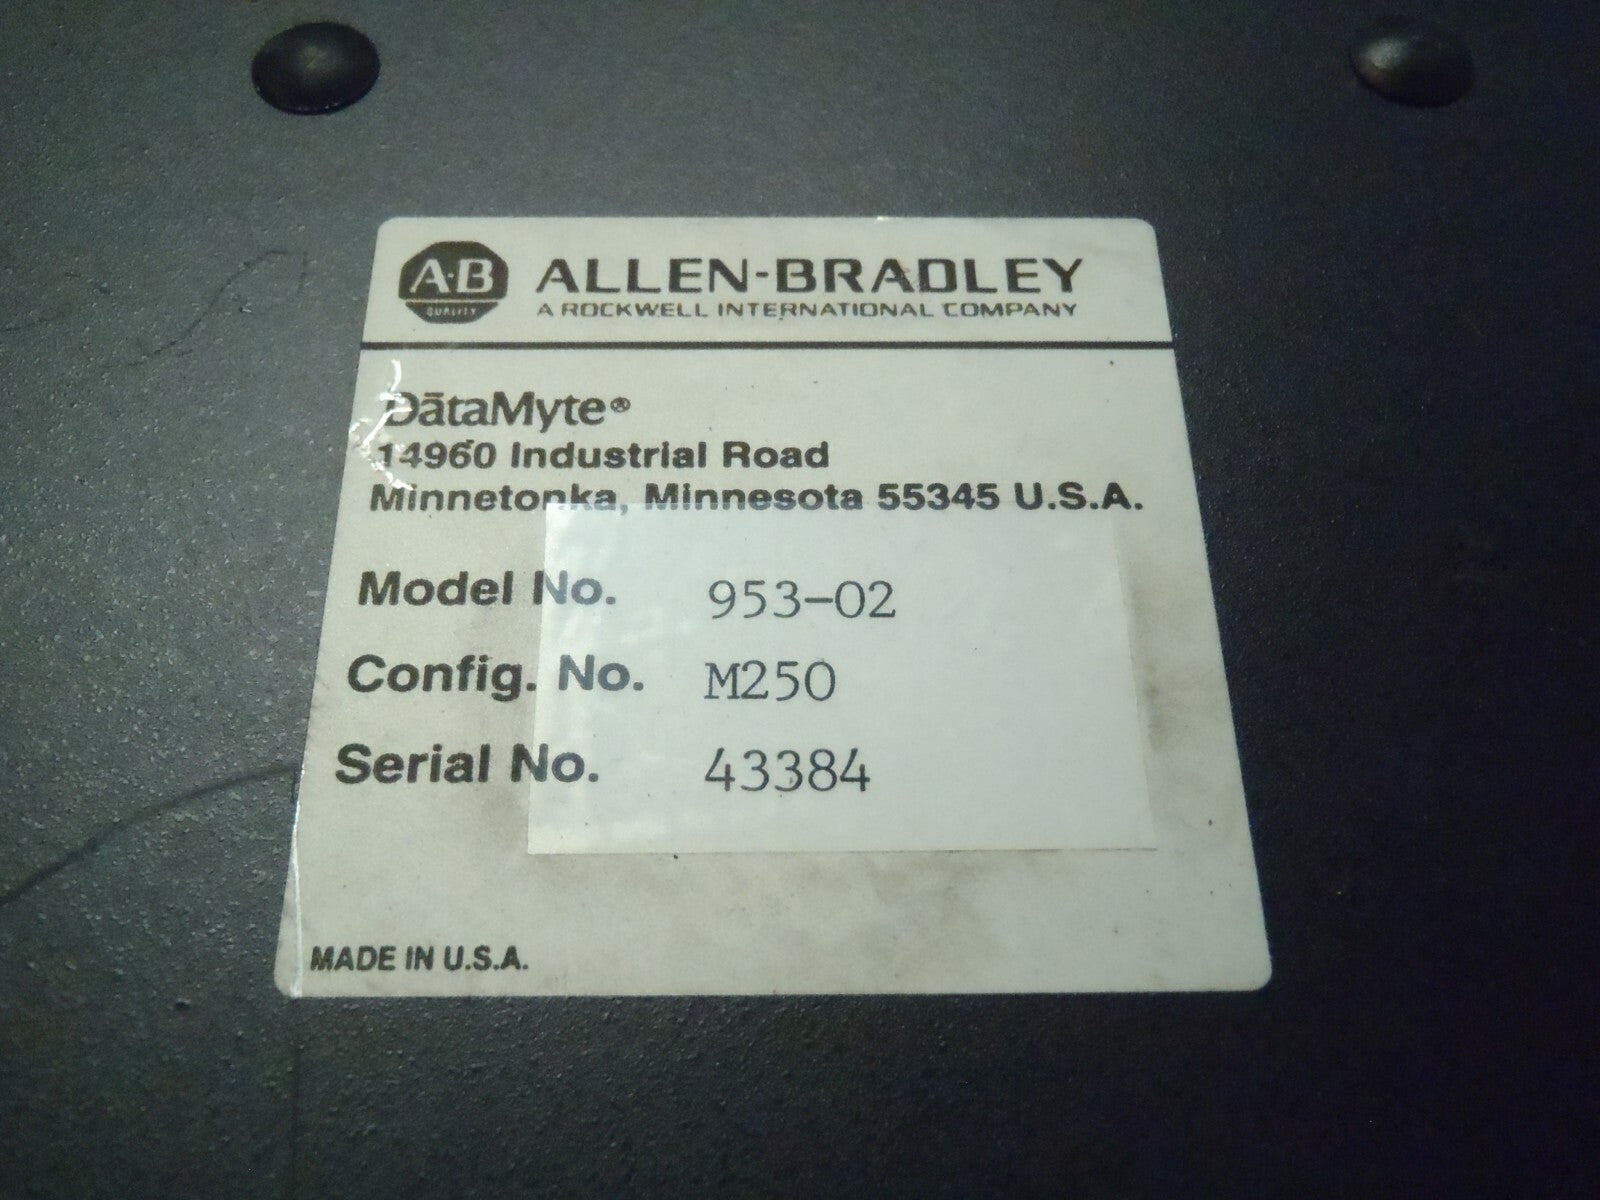 A·B
QUALITY
ALLEN-BRADLEY
A ROCKWELL INTERNATIONAL COMPANY
DātaMyte®
14960 Industrial Road
Minnetonka, Minnesota 55345 U.S.A.
Model No. 953-02
Config. No. M250
Serial No. 43384
MADE IN U.S.A.